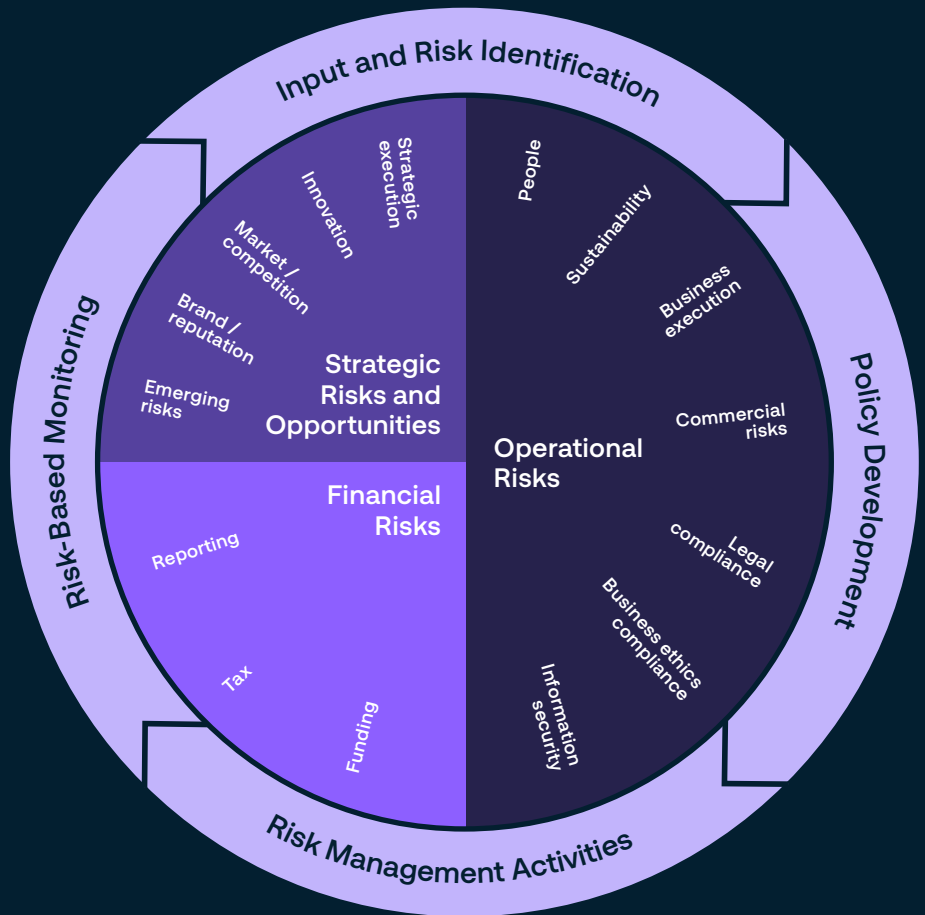 Input and Risk Identification
Policy Development
Risk Management Activities
Risk-Based Monitoring
Strategic
Risks and
Opportunities
Emerging
risks
Brand /
reputation
Market /
competition
Innovation
Strategic
execution
Operational
Risks
People
Sustainability
Business
execution
Commercial
risks
Legal
compliance
Business ethics
compliance
Information
security
Financial
Risks
Reporting
Tax
Funding